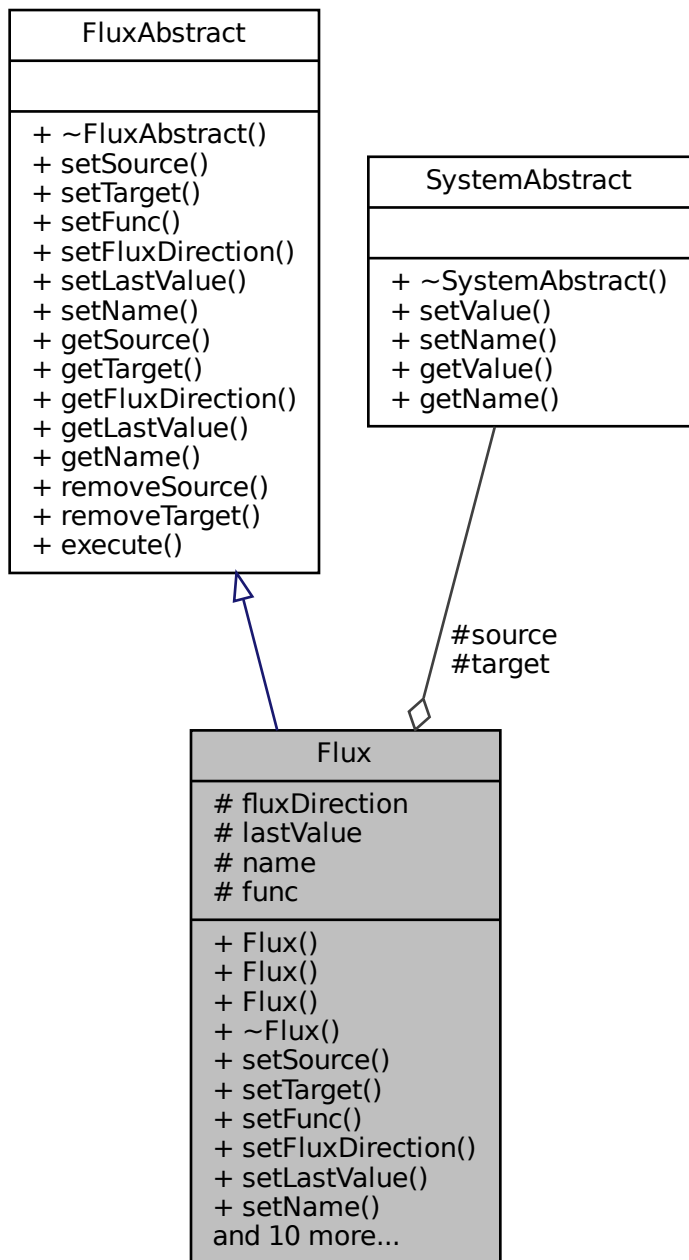 FluxAbstract
+ ~FluxAbstract()
+ setSource()
+ setTarget()
+ setFunc()
+ setFluxDirection()
+ setLastValue()
+ setName()
+ getSource()
+ getTarget()
+ getFluxDirection()
+ getLastValue()
+ getName()
+ removeSource()
+ removeTarget()
+ execute()
SystemAbstract
+ ~SystemAbstract()
+ setValue()
+ setName()
+ getValue()
+ getName()
#source
#target
Flux
# fluxDirection
# lastValue
# name
# func
+ Flux()
+ Flux()
+ Flux()
+ ~Flux()
+ setSource()
+ setTarget()
+ setFunc()
+ setFluxDirection()
+ setLastValue()
+ setName()
and 10 more...